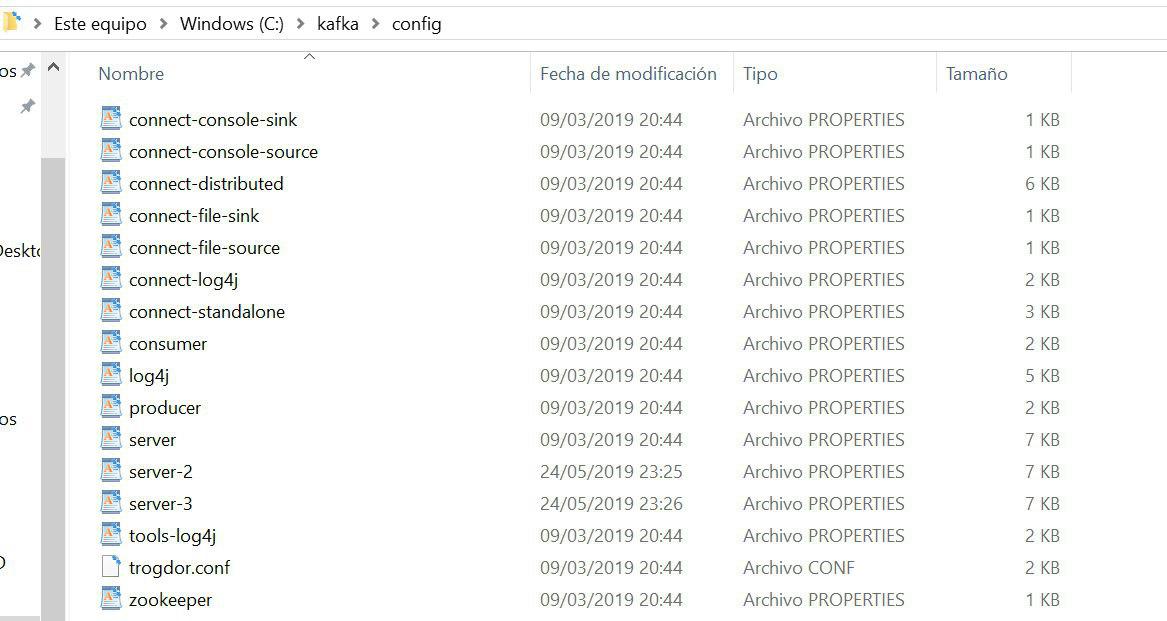 Este equipo > Windows (C:) > kafka > config
os
Nombre Fecha de modificación Tipo Tamaño
connect-console-sink 09/03/2019 20:44 Archivo PROPERTIES 1 KB
connect-console-source 09/03/2019 20:44 Archivo PROPERTIES 1 KB
connect-distributed 09/03/2019 20:44 Archivo PROPERTIES 6 KB
connect-file-sink 09/03/2019 20:44 Archivo PROPERTIES 1 KB
connect-file-source 09/03/2019 20:44 Archivo PROPERTIES 1 KB
connect-log4j 09/03/2019 20:44 Archivo PROPERTIES 2 KB
connect-standalone 09/03/2019 20:44 Archivo PROPERTIES 3 KB
consumer 09/03/2019 20:44 Archivo PROPERTIES 2 KB
log4j 09/03/2019 20:44 Archivo PROPERTIES 5 KB
producer 09/03/2019 20:44 Archivo PROPERTIES 2 KB
os
server 09/03/2019 20:44 Archivo PROPERTIES 7 KB
server-2 24/05/2019 23:25 Archivo PROPERTIES 7 KB
server-3 24/05/2019 23:26 Archivo PROPERTIES 7 KB
tools-log4j 09/03/2019 20:44 Archivo PROPERTIES 2 KB
trogdor.conf 09/03/2019 20:44 Archivo CONF 2 KB
zookeeper 09/03/2019 20:44 Archivo PROPERTIES 1 KB